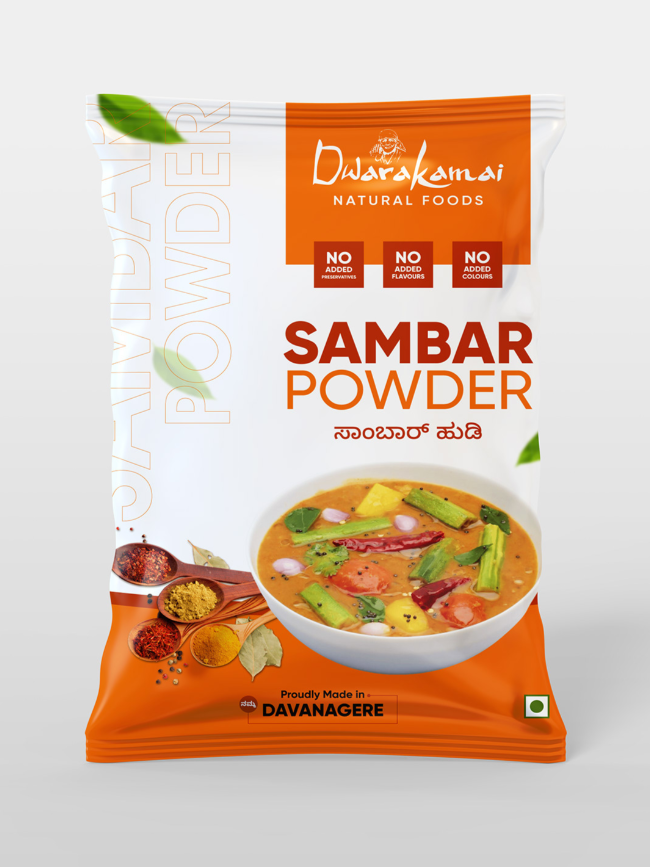 SAMBAR
POWDER
Dwarakamai
NATURAL FOODS
NO
ADDED
PRESERVATIVES
NO
ADDED
FLAVOURS
NO
ADDED
COLOURS
SAMBAR
POWDER
ಸಾಂಬಾರ್ ಹುಡಿ
Proudly Made in
ನಮ್ಮ
DAVANAGERE